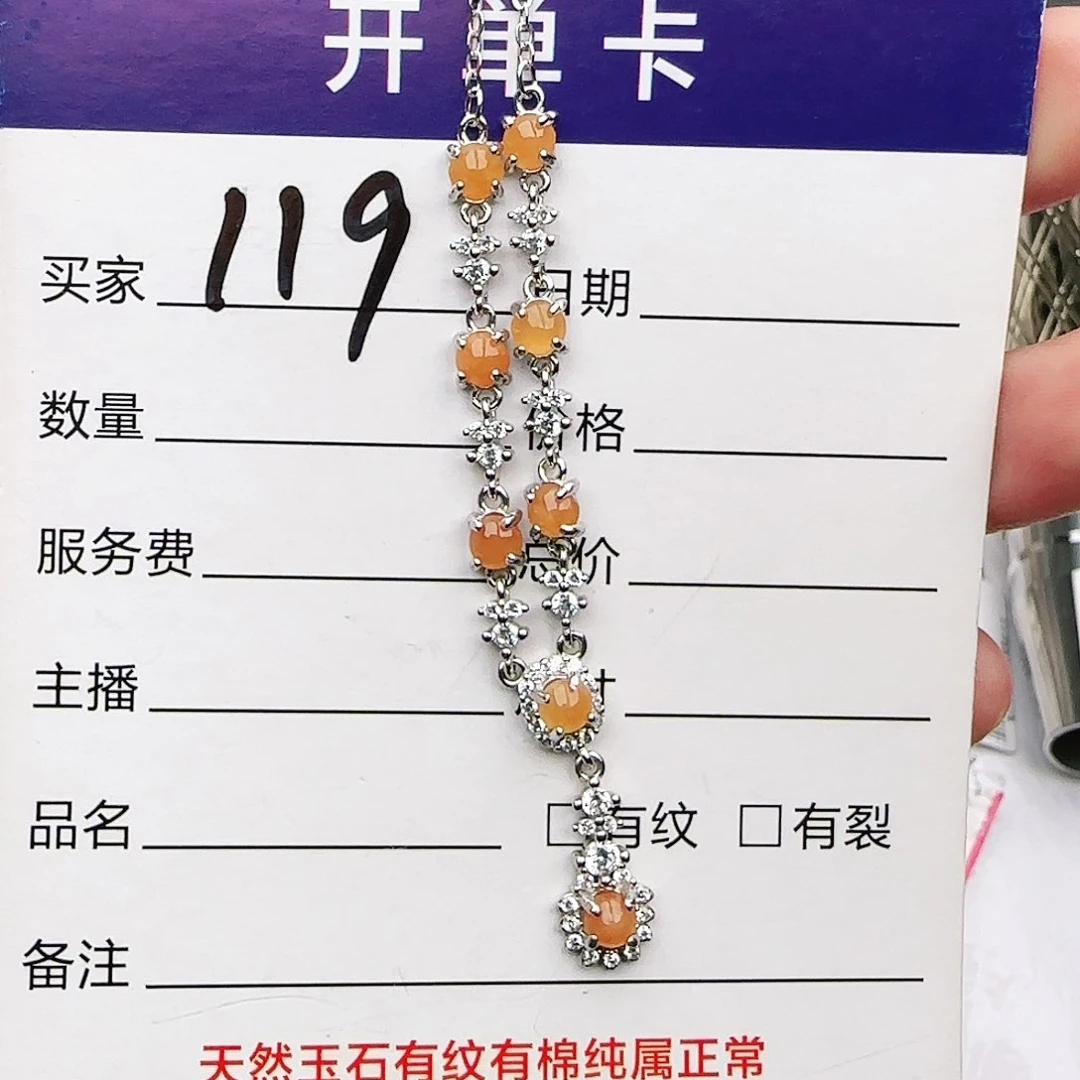 开单卡
买家 119 日期
数量 价格
服务费 总价
主播
品名 □有纹 □有裂
备注
天然玉石有纹有棉纯属正常